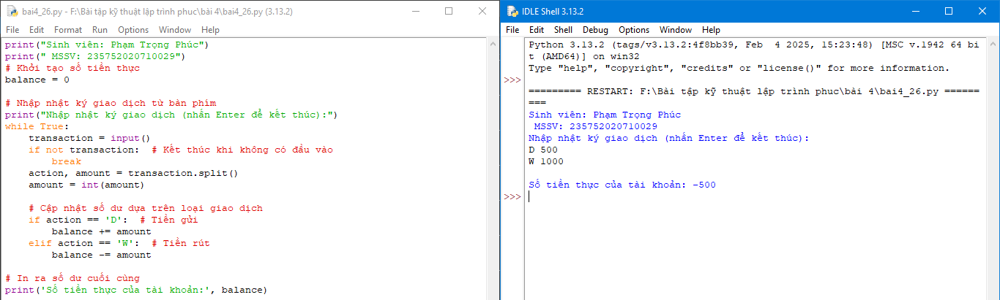 bai4_26.py - F:\Bài tập kỹ thuật lập trình phuc\bài 4\bai4_26.py (3.13.2)
File Edit Format Run Options Window Help
print("Sinh viên: Phạm Trọng Phúc")
print(" MSSV: 235752020710029")
# Khởi tạo số tiền thực
balance = 0
# Nhập nhật ký giao dịch từ bàn phím
print("Nhập nhật ký giao dịch (nhấn Enter để kết thúc):")
while True:
    transaction = input()
    if not transaction:  # Kết thúc khi không có đầu vào
        break
    action, amount = transaction.split()
    amount = int(amount)
    # Cập nhật số dư dựa trên loại giao dịch
    if action == 'D':  # Tiền gửi
        balance += amount
    elif action == 'W':  # Tiền rút
        balance -= amount
# In ra số dư cuối cùng
print('Số tiền thực của tài khoản:', balance)
IDLE Shell 3.13.2
File Edit Shell Debug Options Window Help
Python 3.13.2 (tags/v3.13.2:4f8bb39, Feb  4 2025, 15:23:48) [MSC v.1942 64 bi
t (AMD64)] on win32
Type "help", "copyright", "credits" or "license()" for more information.
>>>
========= RESTART: F:\Bài tập kỹ thuật lập trình phuc\bài 4\bai4_26.py ======
===
Sinh viên: Phạm Trọng Phúc
 MSSV: 235752020710029
Nhập nhật ký giao dịch (nhấn Enter để kết thúc):
D 500
W 1000
Số tiền thực của tài khoản: -500
>>>